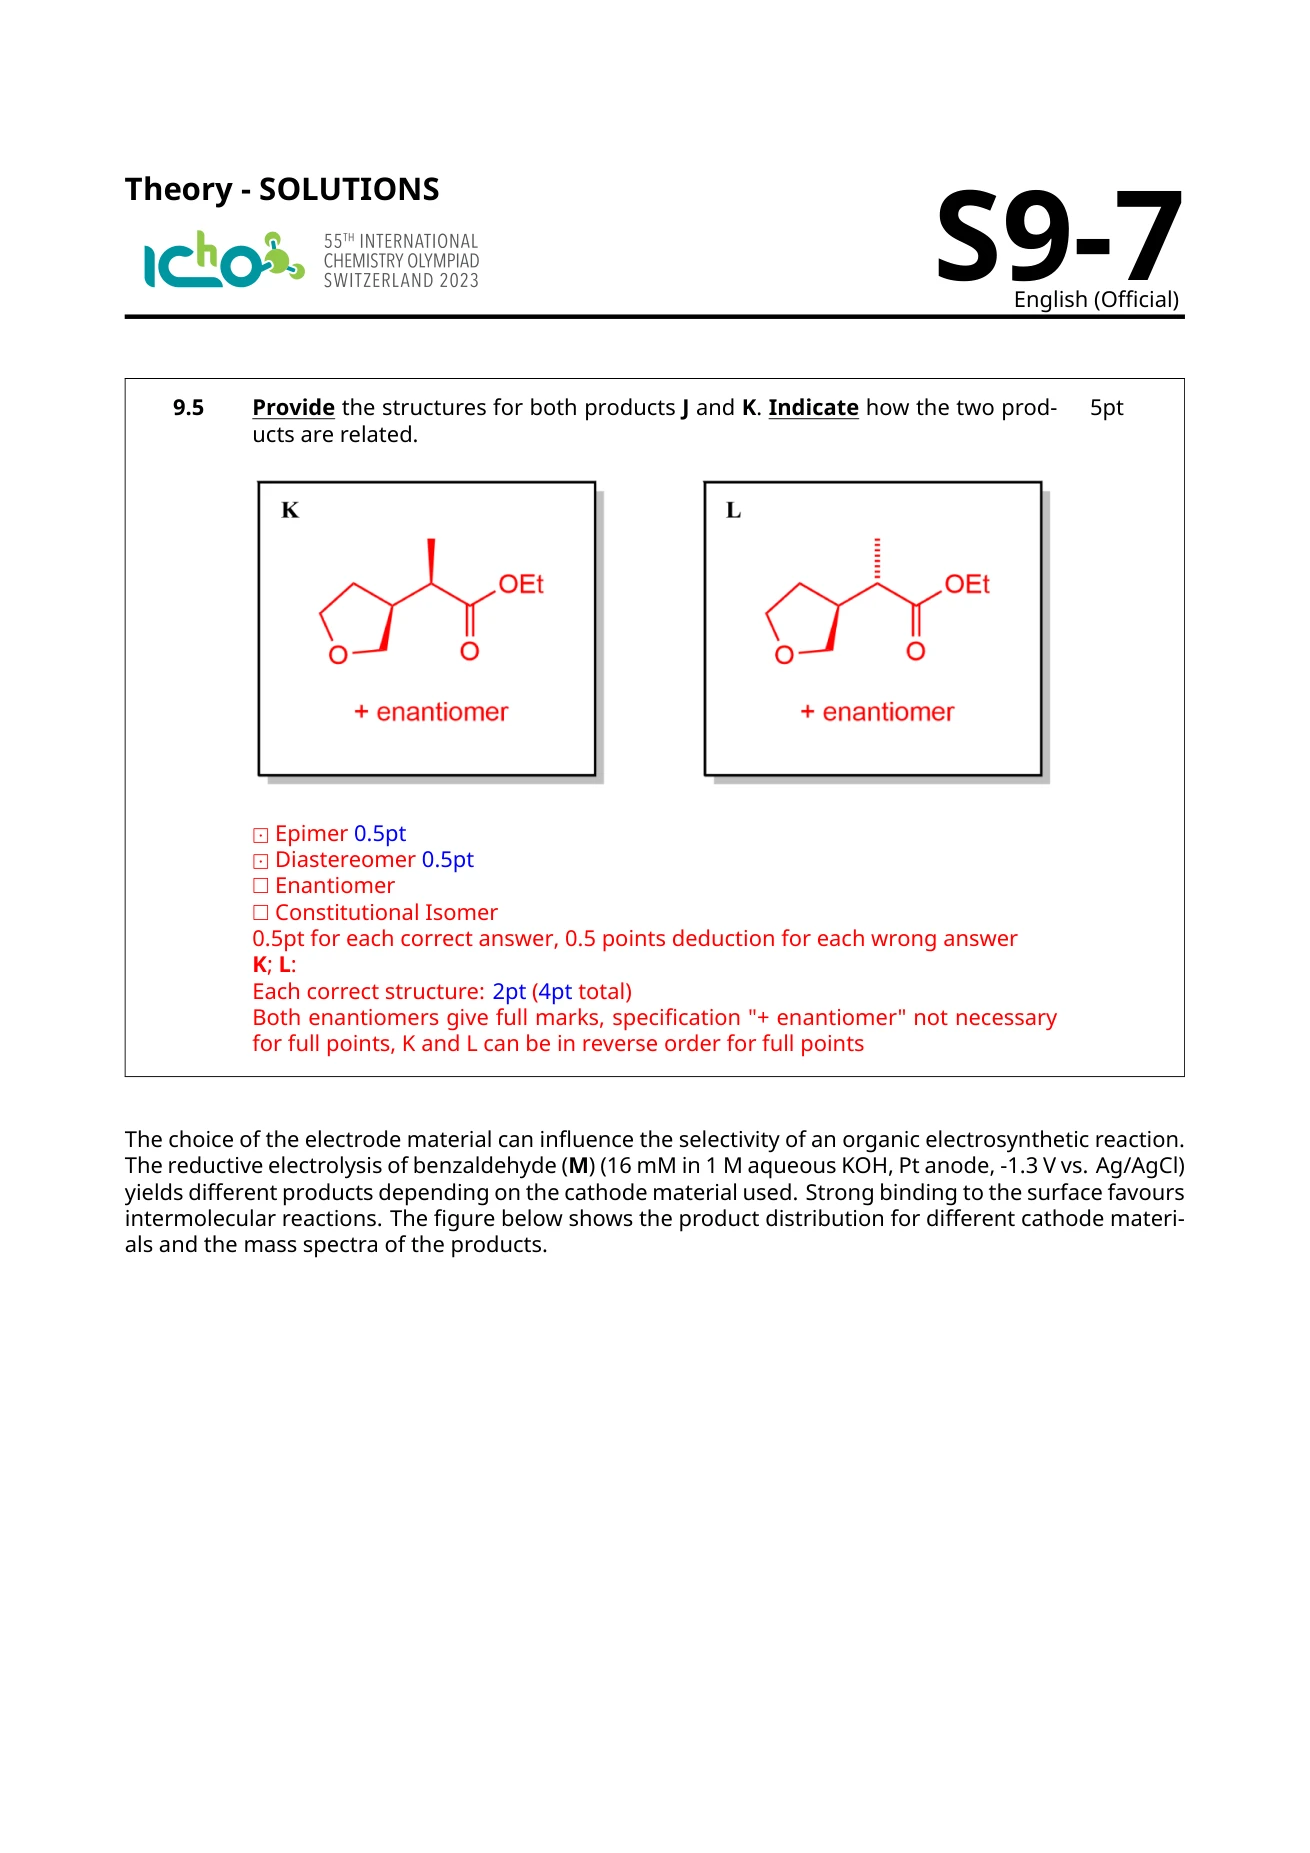 Theory - SOLUTIONS
S9-7
IChO
55TH INTERNATIONAL
CHEMISTRY OLYMPIAD
SWITZERLAND 2023
English (Official)
9.5 Provide the structures for both products J and K. Indicate how the two prod- 5pt
ucts are related.
K
OEt
O
O
+ enantiomer
L
OEt
O
O
+ enantiomer
⊡ Epimer 0.5pt
⊡ Diastereomer 0.5pt
□ Enantiomer
□ Constitutional Isomer
0.5pt for each correct answer, 0.5 points deduction for each wrong answer
K; L:
Each correct structure: 2pt (4pt total)
Both enantiomers give full marks, specification "+ enantiomer" not necessary
for full points, K and L can be in reverse order for full points
The choice of the electrode material can influence the selectivity of an organic electrosynthetic reaction.
The reductive electrolysis of benzaldehyde (M) (16 mM in 1 M aqueous KOH, Pt anode, -1.3 V vs. Ag/AgCl)
yields different products depending on the cathode material used. Strong binding to the surface favours
intermolecular reactions. The figure below shows the product distribution for different cathode materi-
als and the mass spectra of the products.